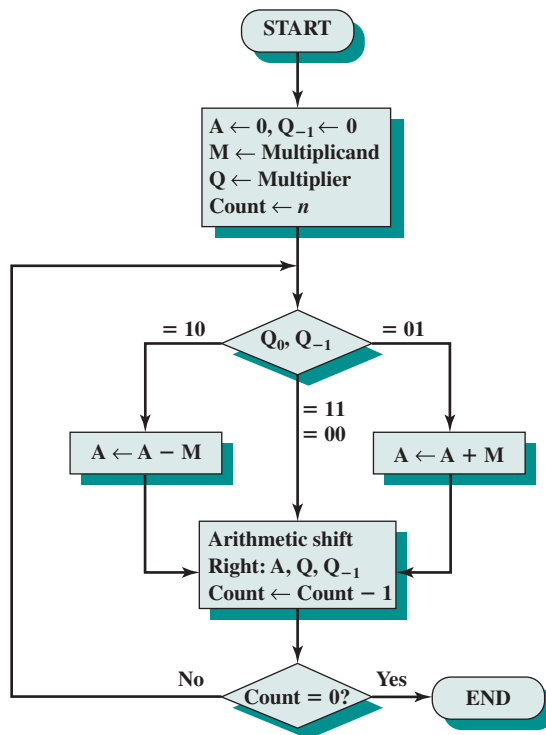 START
A ← 0, Q₋₁ ← 0
M ← Multiplicand
Q ← Multiplier
Count ← n
= 10
Q₀, Q₋₁
= 01
= 11
= 00
A ← A − M
A ← A + M
Arithmetic shift
Right: A, Q, Q₋₁
Count ← Count − 1
No
Count = 0?
Yes
END